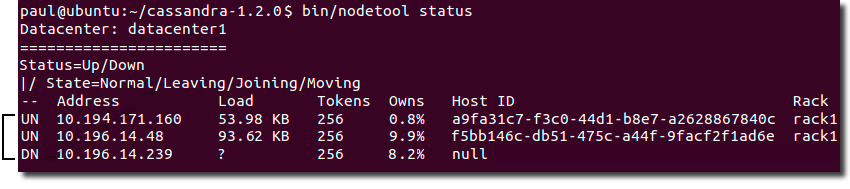 paul@ubuntu:~/cassandra-1.2.0$ bin/nodetool status
Datacenter: datacenter1
=======================
Status=Up/Down
|/ State=Normal/Leaving/Joining/Moving
--  Address         Load       Tokens  Owns   Host ID                               Rack
UN  10.194.171.160  53.98 KB   256     0.8%   a9fa31c7-f3c0-44d1-b8e7-a2628867840c  rack1
UN  10.196.14.48    93.62 KB   256     9.9%   f5bb146c-db51-475c-a44f-9facf2f1ad6e  rack1
DN  10.196.14.239   ?          256     8.2%   null